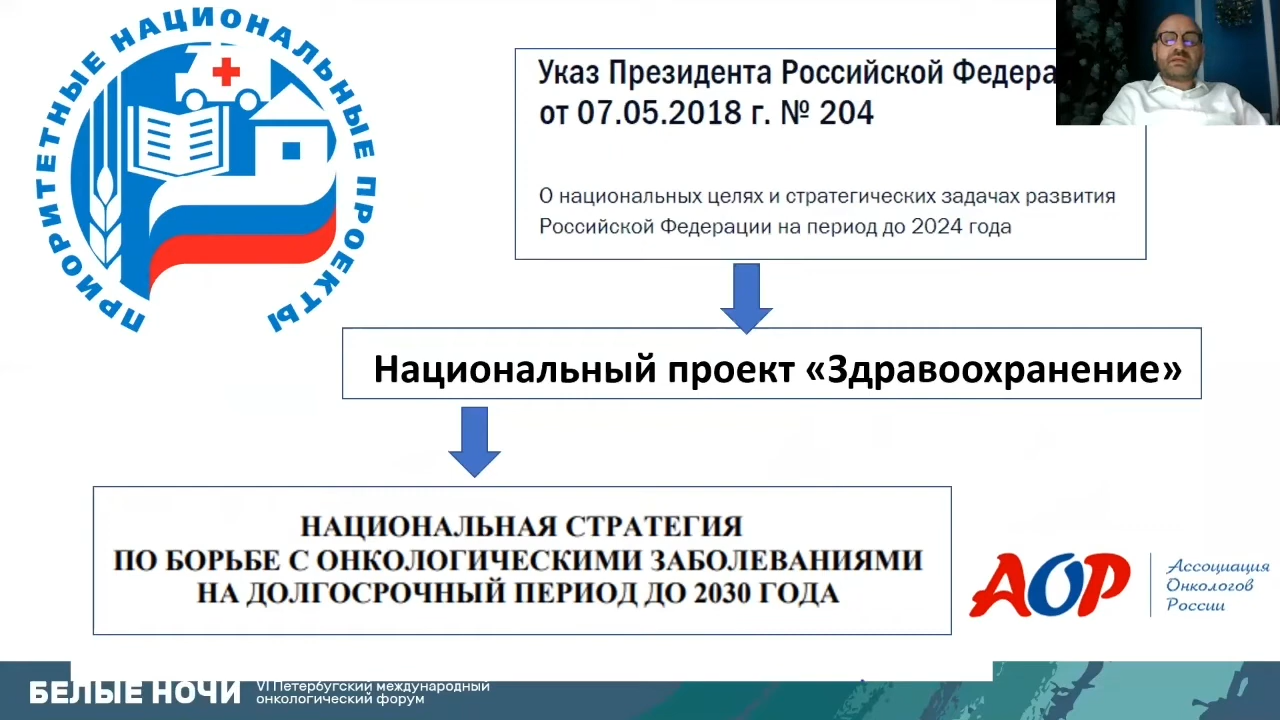 ПРИОРИТЕТНЫЕ НАЦИОНАЛЬНЫЕ ПРОЕКТЫ
Указ Президента Российской Федера
от 07.05.2018 г. № 204
О национальных целях и стратегических задачах развития
Российской Федерации на период до 2024 года
Национальный проект «Здравоохранение»
НАЦИОНАЛЬНАЯ СТРАТЕГИЯ
ПО БОРЬБЕ С ОНКОЛОГИЧЕСКИМИ ЗАБОЛЕВАНИЯМИ
НА ДОЛГОСРОЧНЫЙ ПЕРИОД ДО 2030 ГОДА
АОР
Ассоциация
Онкологов
России
БЕЛЫЕ НОЧИ
VI Петербургский международный
онкологический форум